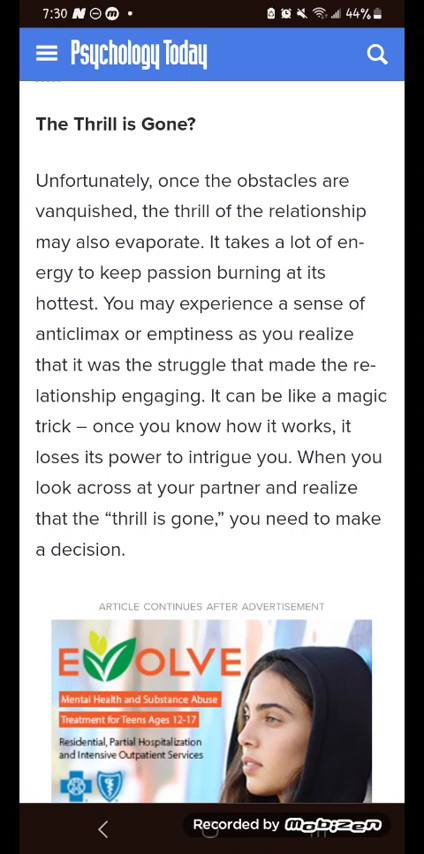 7:30
44%
Psychology Today
The Thrill is Gone?
Unfortunately, once the obstacles are
vanquished, the thrill of the relationship
may also evaporate. It takes a lot of en-
ergy to keep passion burning at its
hottest. You may experience a sense of
anticlimax or emptiness as you realize
that it was the struggle that made the re-
lationship engaging. It can be like a magic
trick – once you know how it works, it
loses its power to intrigue you. When you
look across at your partner and realize
that the “thrill is gone,” you need to make
a decision.
ARTICLE CONTINUES AFTER ADVERTISEMENT
EVOLVE
Mental Health and Substance Abuse
Treatment for Teens Ages 12-17
Residential, Partial Hospitalization
and Intensive Outpatient Services
Recorded by mobizen